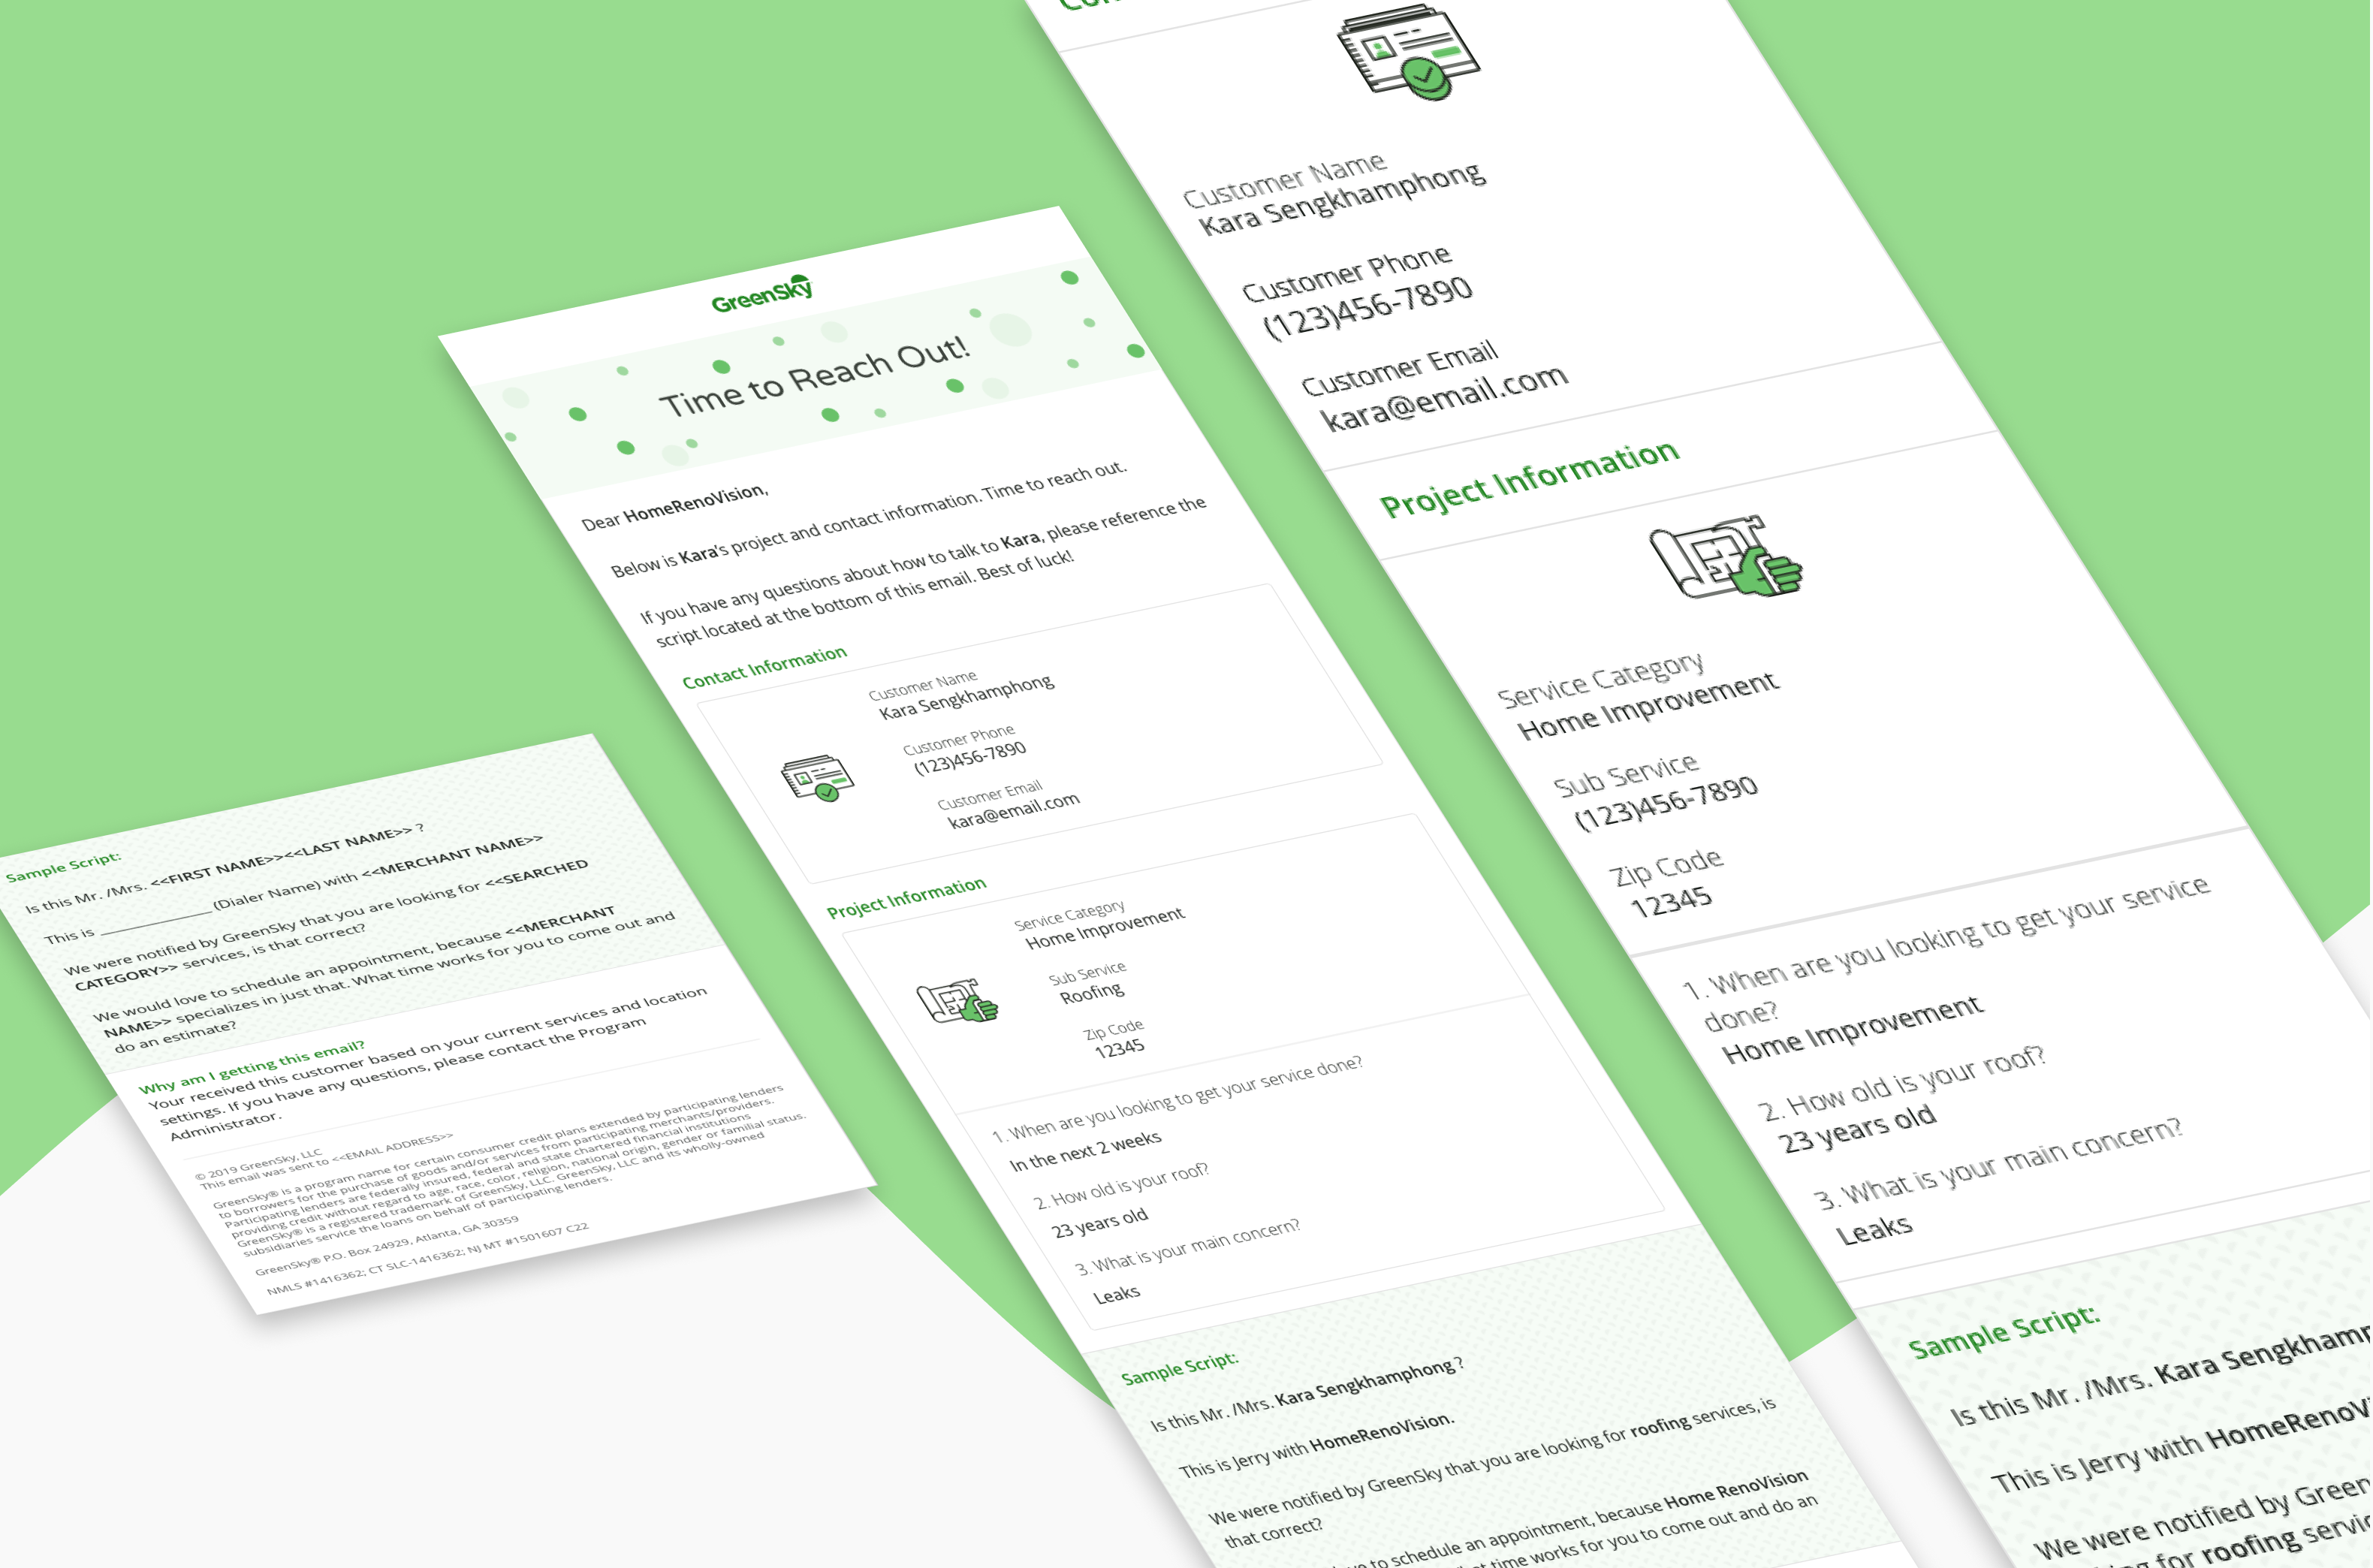 Sample Script:
Is this Mr. /Mrs. <<FIRST NAME>><<LAST NAME>> ?
This is ______________(Dialer Name) with <<MERCHANT NAME>>
We were notified by GreenSky that you are looking for <<SEARCHED
CATEGORY>> services, is that correct?
We would love to schedule an appointment, because <<MERCHANT
NAME>> specializes in just that. What time works for you to come out and
do an estimate?
Why am I getting this email?
Your received this customer based on your current services and location
settings. If you have any questions, please contact the Program
Administrator.
© 2019 GreenSky, LLC
This email was sent to <<EMAIL ADDRESS>>
GreenSky® is a program name for certain consumer credit plans extended by participating lenders
to borrowers for the purchase of goods and/or services from participating merchants/providers.
Participating lenders are federally insured, federal and state chartered financial institutions
providing credit without regard to age, race, color, religion, national origin, gender or familial status.
GreenSky® is a registered trademark of GreenSky, LLC. GreenSky, LLC and its wholly-owned
subsidiaries service the loans on behalf of participating lenders.
GreenSky® P.O. Box 24929, Atlanta, GA 30359
NMLS #1416362; CT SLC-1416362; NJ MT #1501607 C22
GreenSky
Time to Reach Out!
Dear HomeRenoVision,
Below is Kara's project and contact information. Time to reach out.
If you have any questions about how to talk to Kara, please reference the
script located at the bottom of this email. Best of luck!
Contact Information
Customer Name
Kara Sengkhamphong
Customer Phone
(123)456-7890
Customer Email
kara@email.com
Project Information
Service Category
Home Improvement
Sub Service
Roofing
Zip Code
12345
1. When are you looking to get your service done?
In the next 2 weeks
2. How old is your roof?
23 years old
3. What is your main concern?
Leaks
Sample Script:
Is this Mr. /Mrs. Kara Sengkhamphong ?
This is Jerry with HomeRenoVision.
We were notified by GreenSky that you are looking for roofing services, is
that correct?
to schedule an appointment, because Home RenoVision
time works for you to come out and do an
Customer Name
Kara Sengkhamphong
Customer Phone
(123)456-7890
Customer Email
kara@email.com
Project Information
Service Category
Home Improvement
Sub Service
(123)456-7890
Zip Code
12345
1. When are you looking to get your service
done?
Home Improvement
2. How old is your roof?
23 years old
3. What is your main concern?
Leaks
Sample Script:
Is this Mr. /Mrs. Kara
This is Jerry with
We were notified by
for roofing